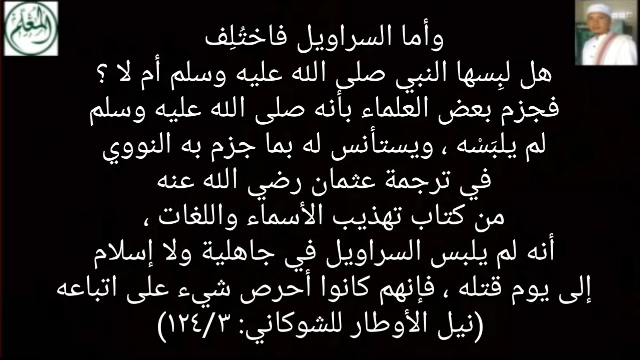 المعلم
وأما السراويل فاختُلِف
هل لبِسها النبي صلى الله عليه وسلم أم لا ؟
فجزم بعض العلماء بأنه صلى الله عليه وسلم
لم يلبَسْه ، ويستأنس له بما جزم به النووي
في ترجمة عثمان رضي الله عنه
من كتاب تهذيب الأسماء واللغات ،
أنه لم يلبس السراويل في جاهلية ولا إسلام
إلى يوم قتله ، فإنهم كانوا أحرص شيء على اتباعه
(نيل الأوطار للشوكاني: ١٢٤/٣)